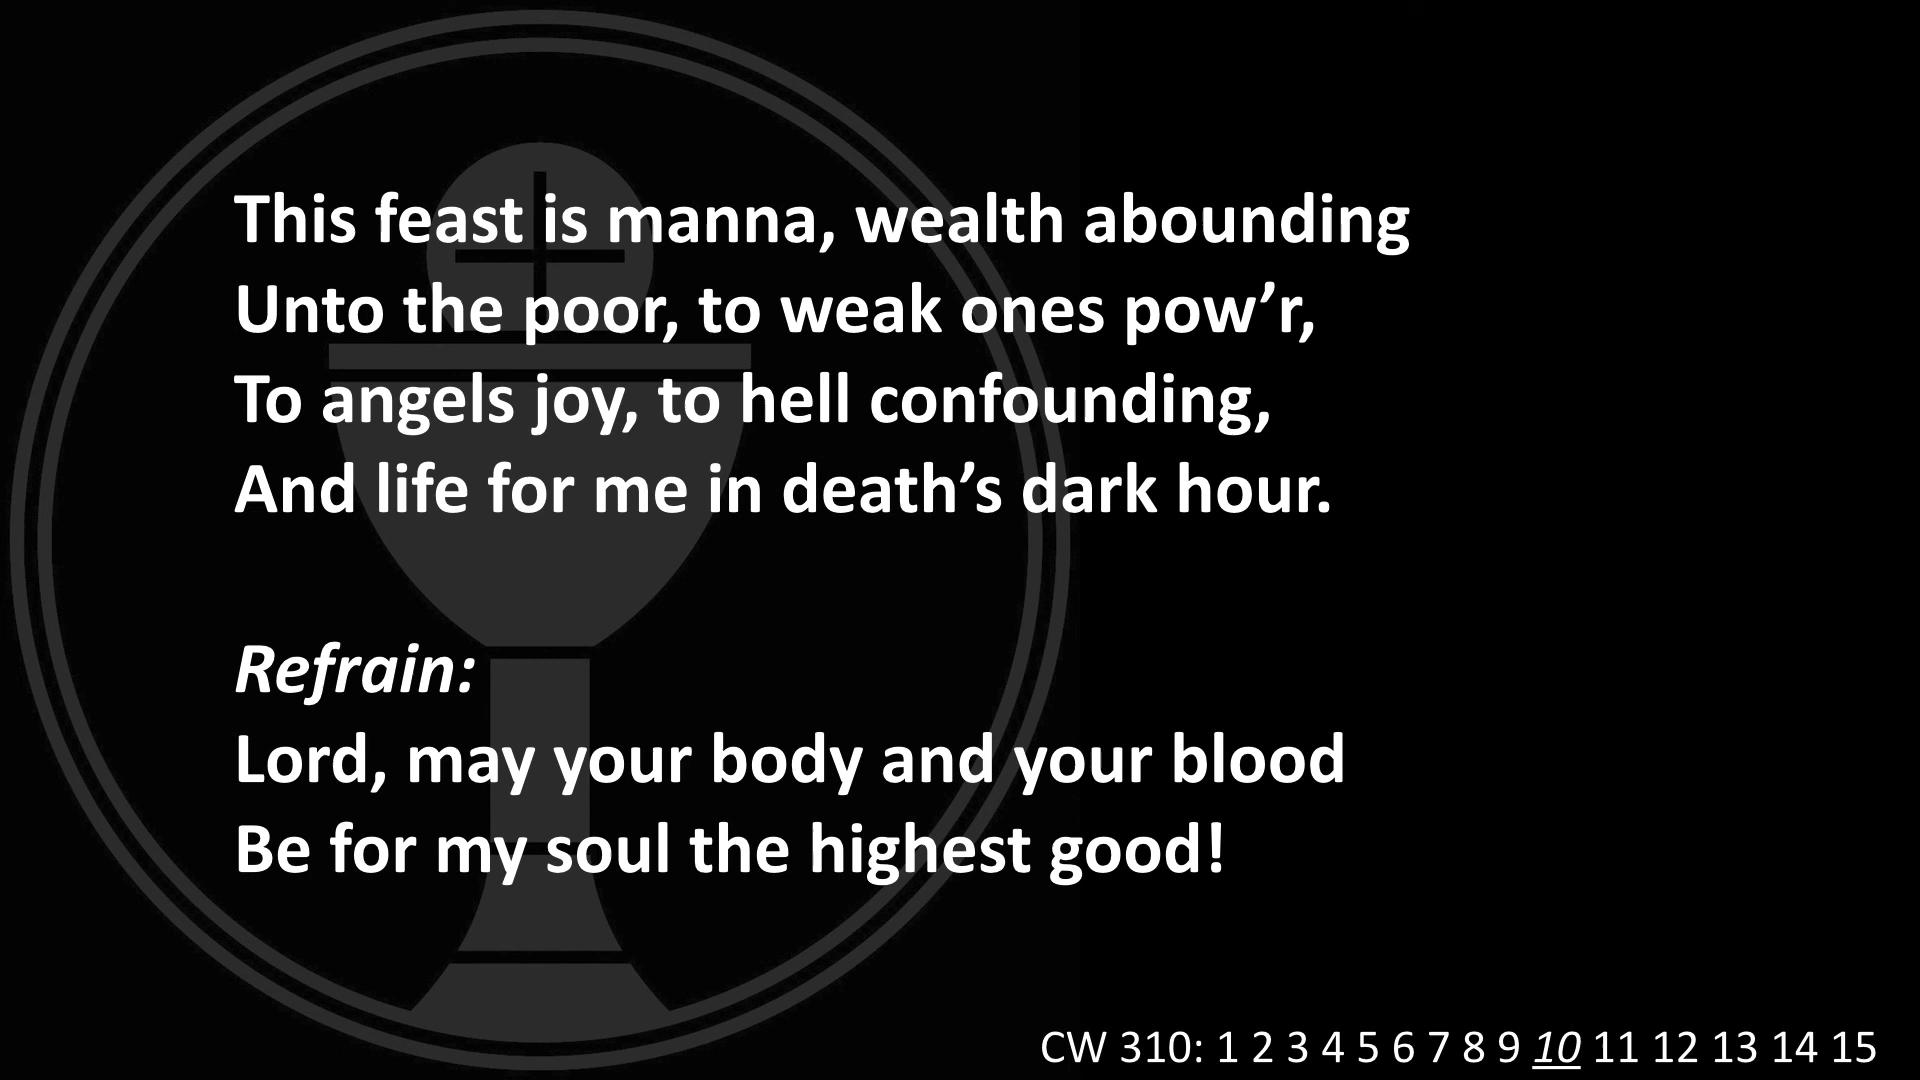 This feast is manna, wealth abounding
Unto the poor, to weak ones pow’r,
To angels joy, to hell confounding,
And life for me in death’s dark hour.
Refrain:
Lord, may your body and your blood
Be for my soul the highest good!
CW 310: 1 2 3 4 5 6 7 8 9 10 11 12 13 14 15